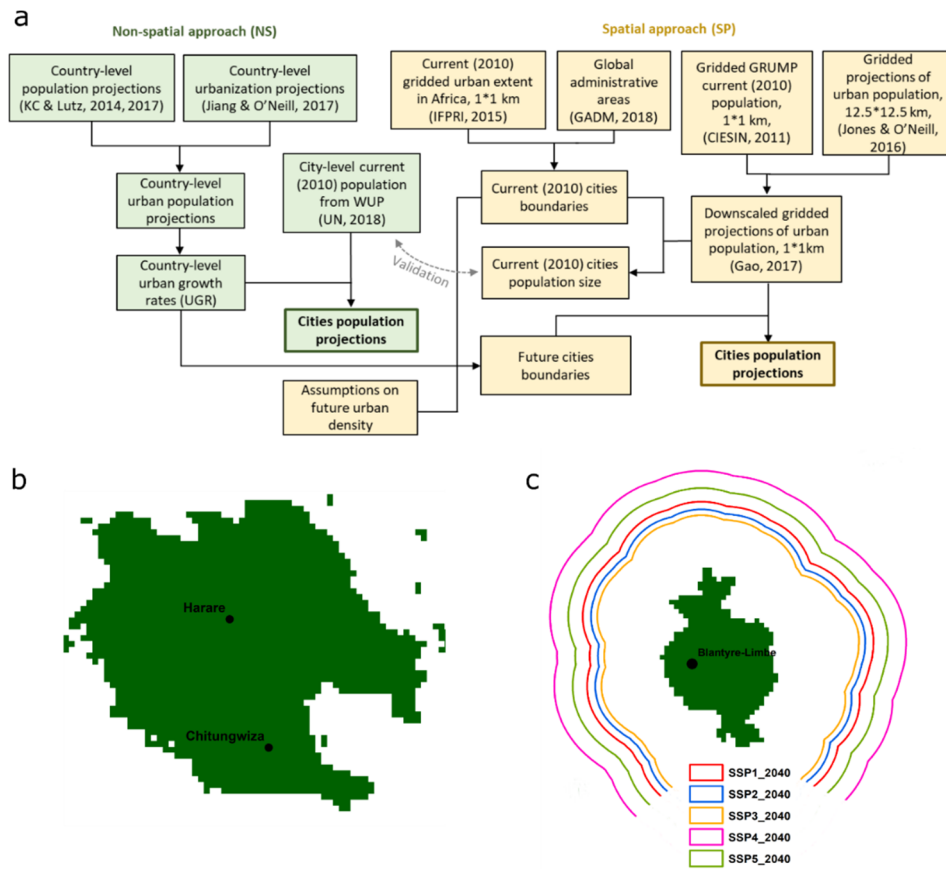 a
Non-spatial approach (NS)
Spatial approach (SP)
Country-level
population projections
(KC & Lutz, 2014, 2017)
Country-level
urbanization projections
(Jiang & O'Neill, 2017)
Current (2010)
gridded urban extent
in Africa, 1*1 km
(IFPRI, 2015)
Global
administrative
areas
(GADM, 2018)
Gridded GRUMP
current (2010)
population,
1*1 km,
(CIESIN, 2011)
Gridded
projections of
urban population,
12.5*12.5 km,
(Jones & O'Neill,
2016)
Country-level
urban population
projections
City-level current
(2010) population
from WUP
(UN, 2018)
Current (2010) cities
boundaries
Downscaled gridded
projections of urban
population, 1*1km
(Gao, 2017)
Validation
Country-level
urban growth
rates (UGR)
Current (2010) cities
population size
Cities population
projections
Future cities
boundaries
Cities population
projections
Assumptions on
future urban
density
b
Harare
Chitungwiza
c
Blantyre-Limbe
SSP1_2040
SSP2_2040
SSP3_2040
SSP4_2040
SSP5_2040